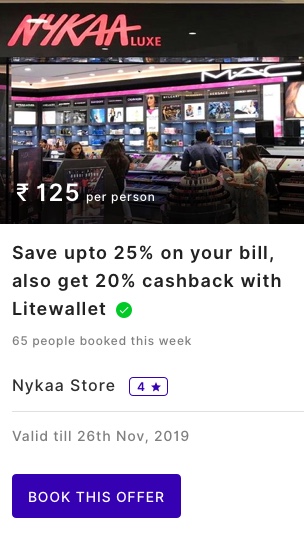 NYKAA LUXE
MAC
₹ 125 per person
Save upto 25% on your bill,
also get 20% cashback with
Litewallet
65 people booked this week
Nykaa Store 4 ★
Valid till 26th Nov, 2019
BOOK THIS OFFER